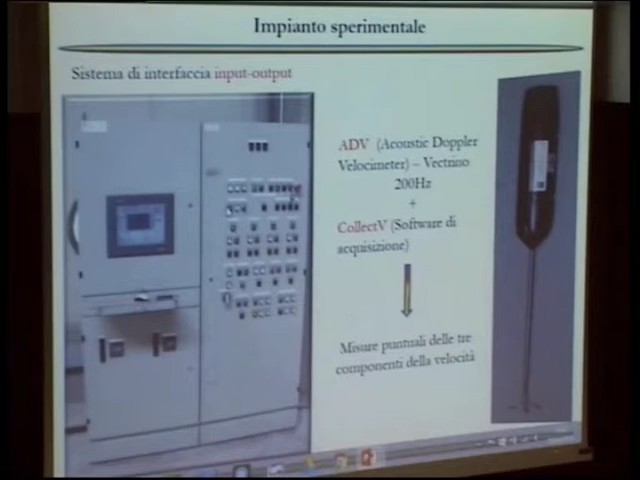 Impianto sperimentale
Sistema di interfaccia input-output
ADV (Acoustic Doppler
Velocimeter) – Vectrino
200Hz
+
CollectV (Software di
acquisizione)
Misure puntuali delle tre
componenti della velocità